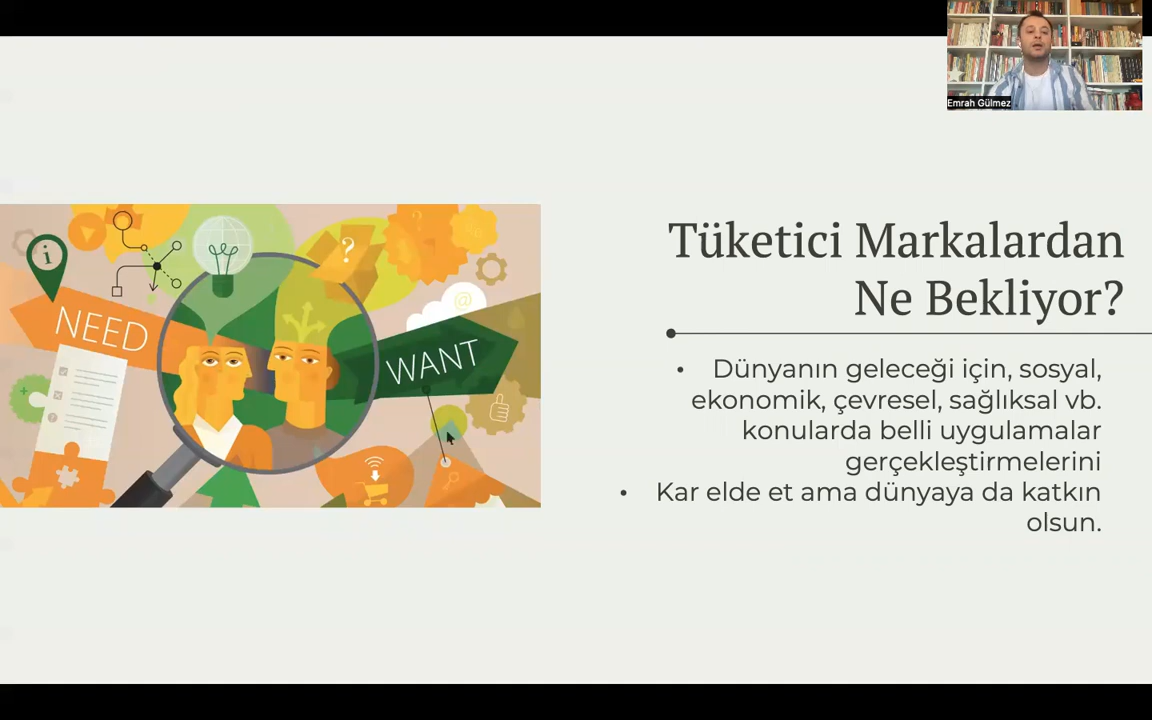 Emrah Gülmez
NEED
WANT
i
?
@
Tüketici Markalardan
Ne Bekliyor?
• Dünyanın geleceği için, sosyal,
ekonomik, çevresel, sağlıksal vb.
konularda belli uygulamalar
gerçekleştirmelerini
• Kar elde et ama dünyaya da katkın
olsun.